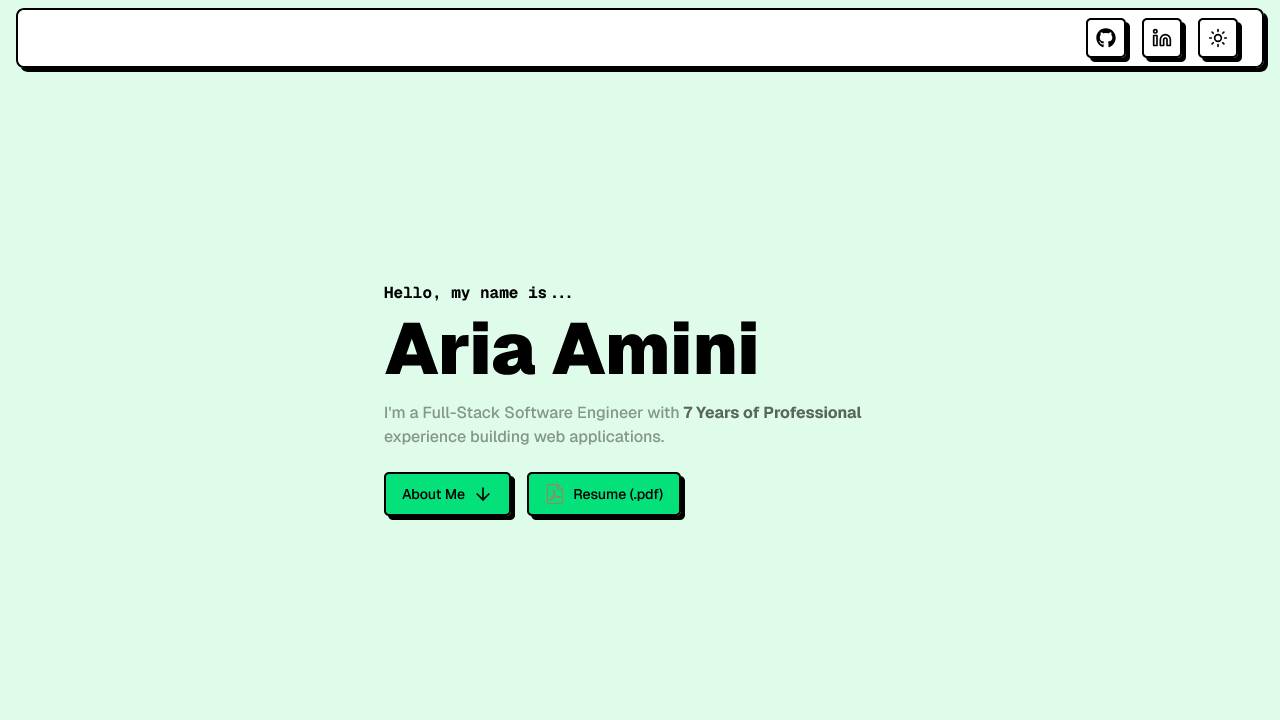 Hello, my name is...
Aria Amini
I'm a Full-Stack Software Engineer with 7 Years of Professional
experience building web applications.
About Me
Resume (.pdf)